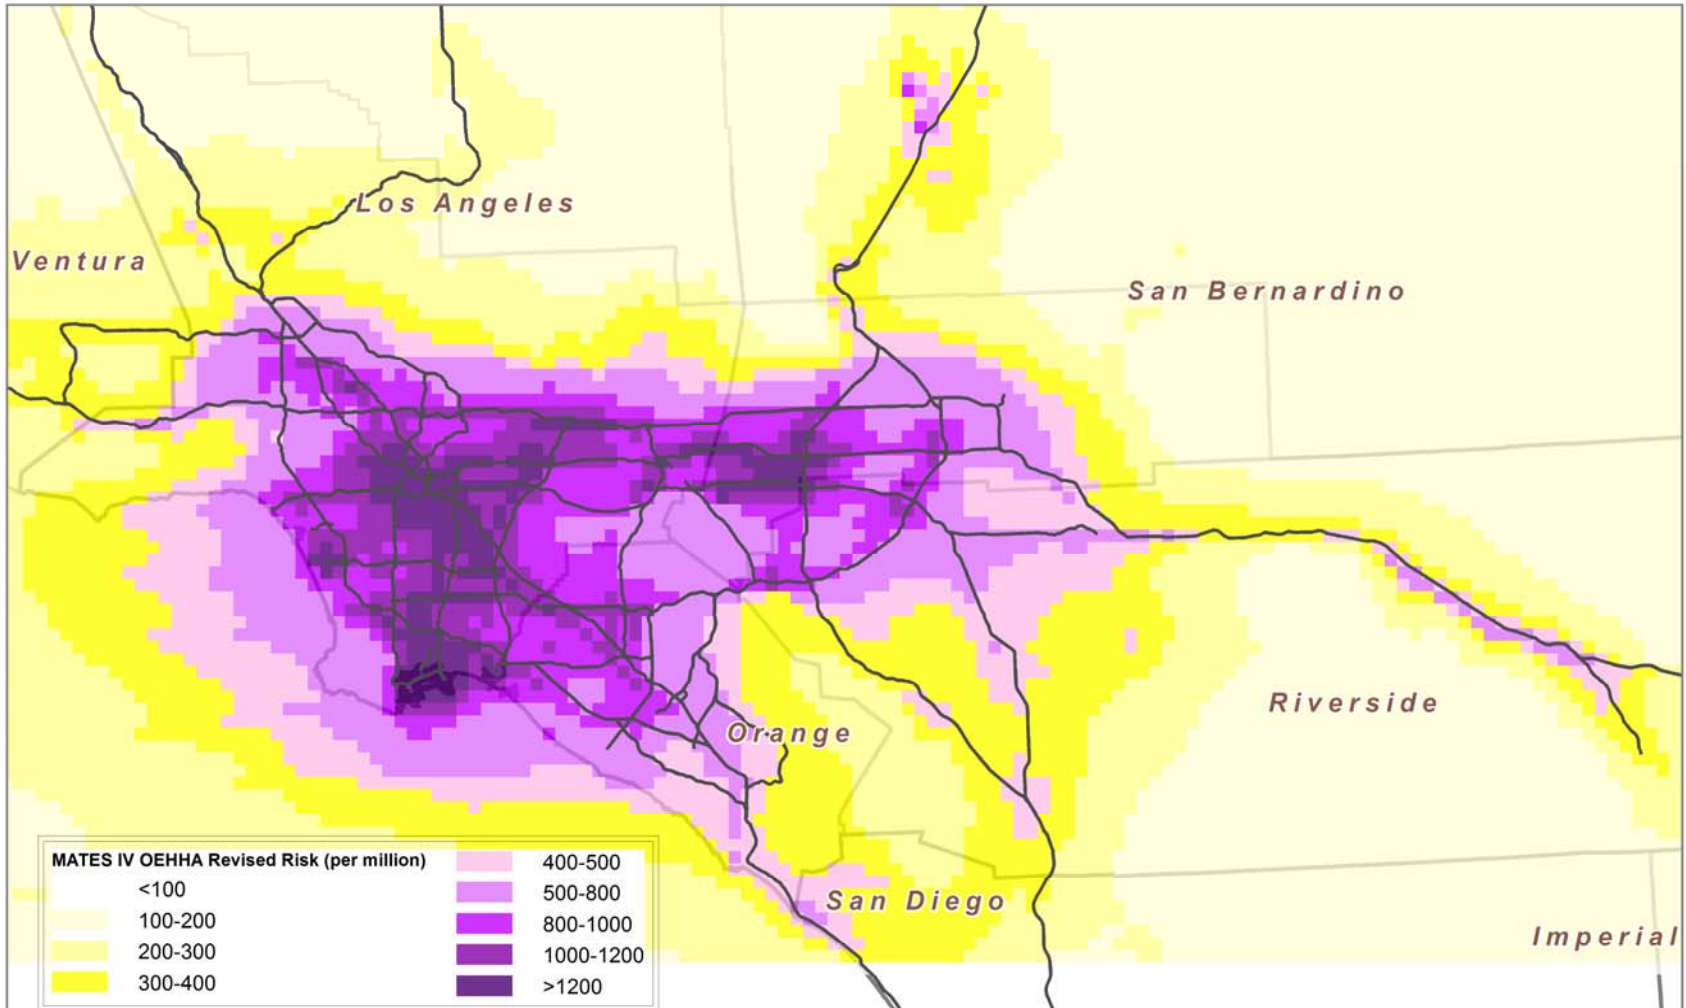 Los Angeles
Ventura
San Bernardino
Riverside
Orange
San Diego
Imperial
MATES IV OEHHA Revised Risk (per million)
<100
100-200
200-300
300-400
400-500
500-800
800-1000
1000-1200
>1200